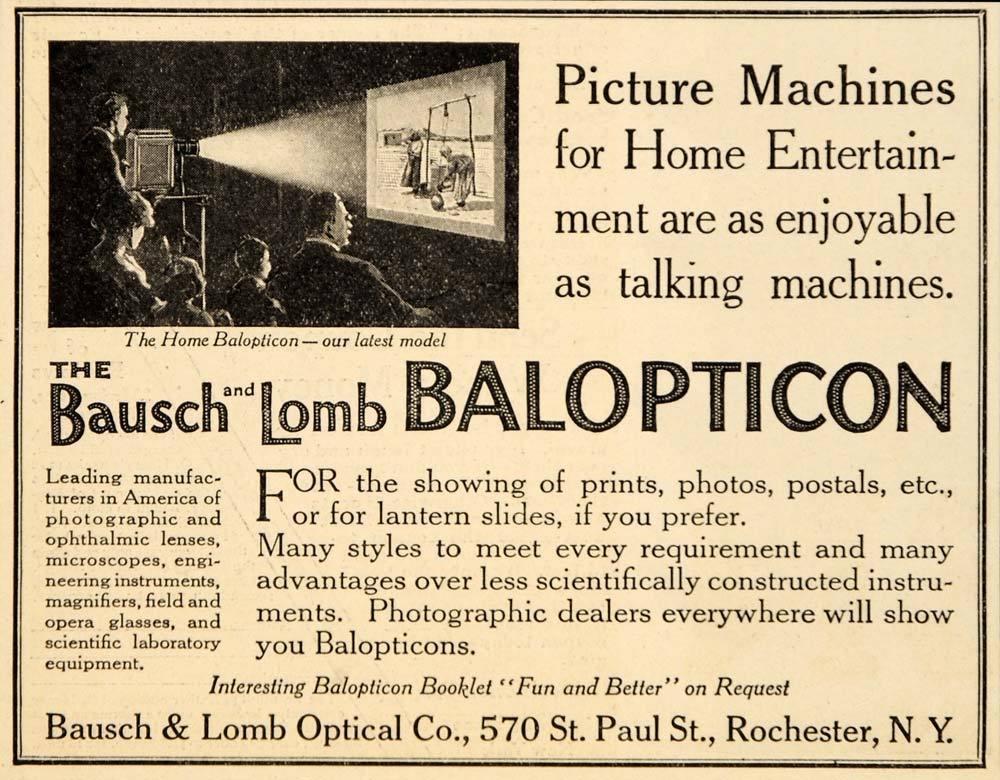 Picture Machines
for Home Entertain-
ment are as enjoyable
as talking machines.
The Home Balopticon — our latest model
THE
Bausch and Lomb BALOPTICON
Leading manufac-
turers in America of
photographic and
ophthalmic lenses,
microscopes, engi-
neering instruments,
magnifiers, field and
opera glasses, and
scientific laboratory
equipment.
FOR the showing of prints, photos, postals, etc.,
or for lantern slides, if you prefer.
Many styles to meet every requirement and many
advantages over less scientifically constructed instru-
ments. Photographic dealers everywhere will show
you Balopticons.
Interesting Balopticon Booklet "Fun and Better" on Request
Bausch & Lomb Optical Co., 570 St. Paul St., Rochester, N. Y.